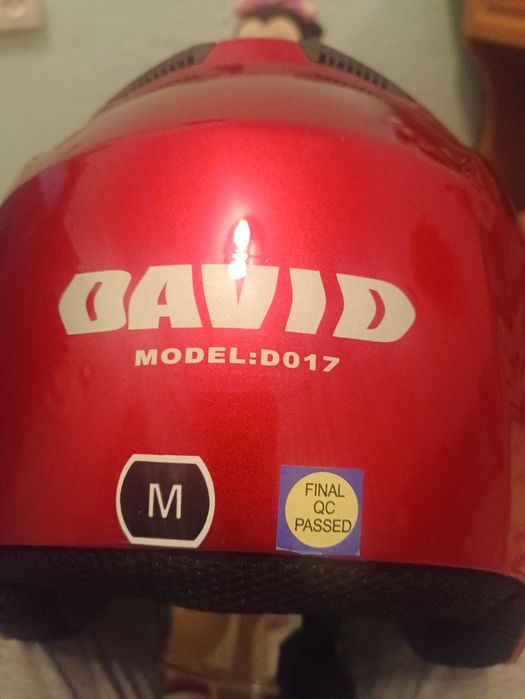 DAVID
MODEL:D017
M
FINAL
QC
PASSED